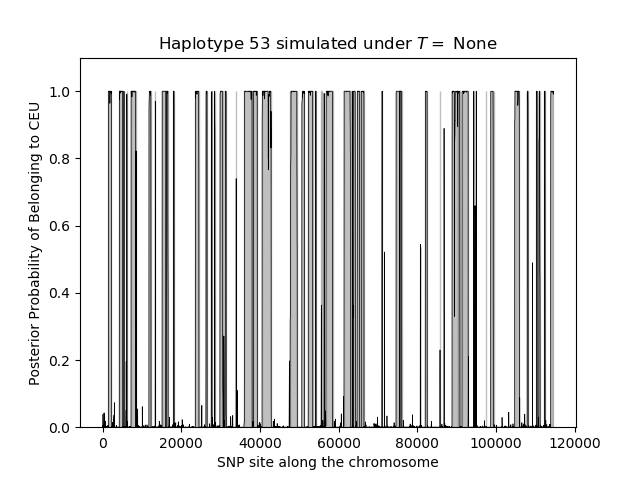 Haplotype 53 simulated under T = None
Posterior Probability of Belonging to CEU
1.0
0.8
0.6
0.4
0.2
0.0
0 20000 40000 60000 80000 100000 120000
SNP site along the chromosome